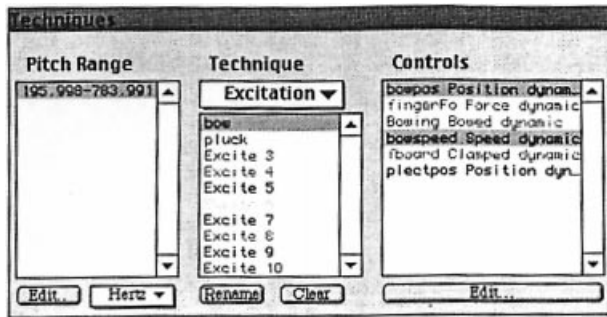 Techniques
Pitch Range
195.998-783.991
Edit..
Hertz
Technique
Excitation
bow
pluck
Excite 3
Excite 4
Excite 5
Excite 7
Excite 8
Excite 9
Excite 10
Rename
Clear
Controls
bowpos Position dynam…
fingerFo Force dynamic
Bowing Bowed dynamic
bowspeed Speed dynamic
fboard Clasped dynamic
plectpos Position dyn…
Edit...